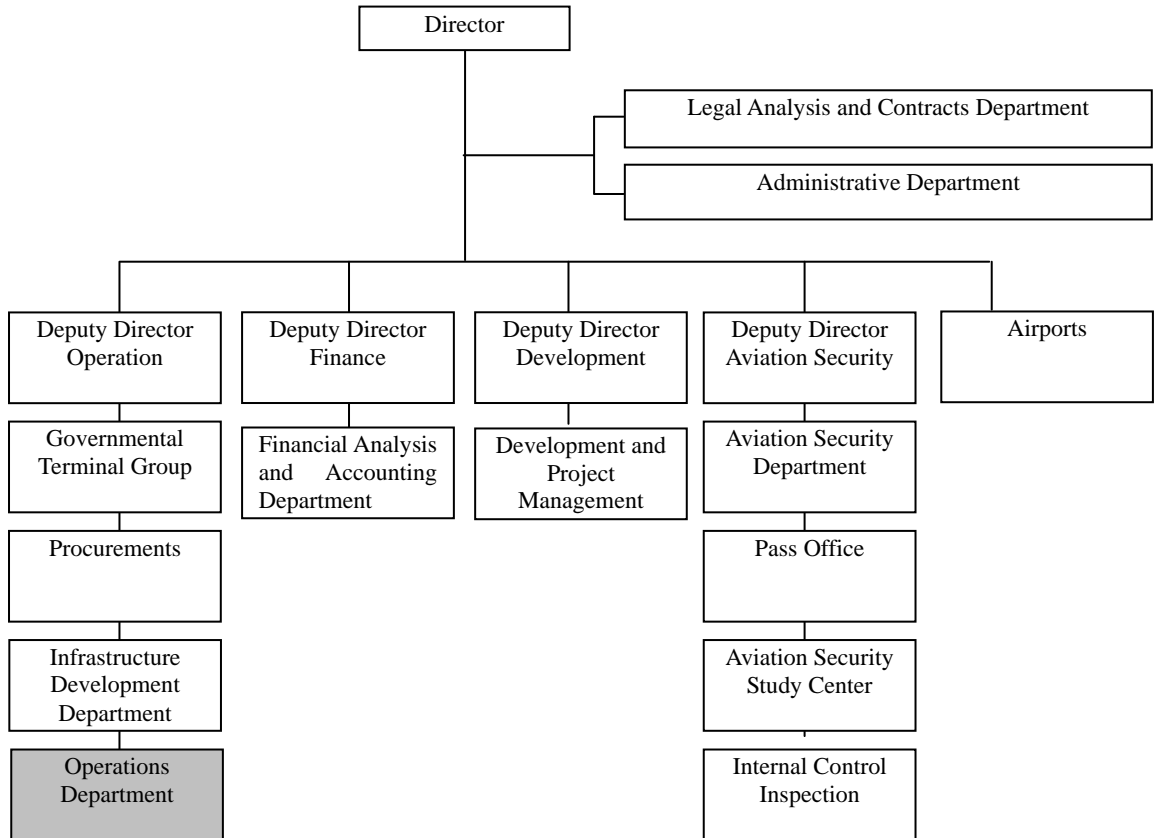 Director
Legal Analysis and Contracts Department
Administrative Department
Deputy Director
Operation
Deputy Director
Finance
Deputy Director
Development
Deputy Director
Aviation Security
Airports
Governmental
Terminal Group
Financial Analysis
and Accounting
Department
Development and
Project
Management
Aviation Security
Department
Procurements
Pass Office
Infrastructure
Development
Department
Aviation Security
Study Center
Operations
Department
Internal Control
Inspection